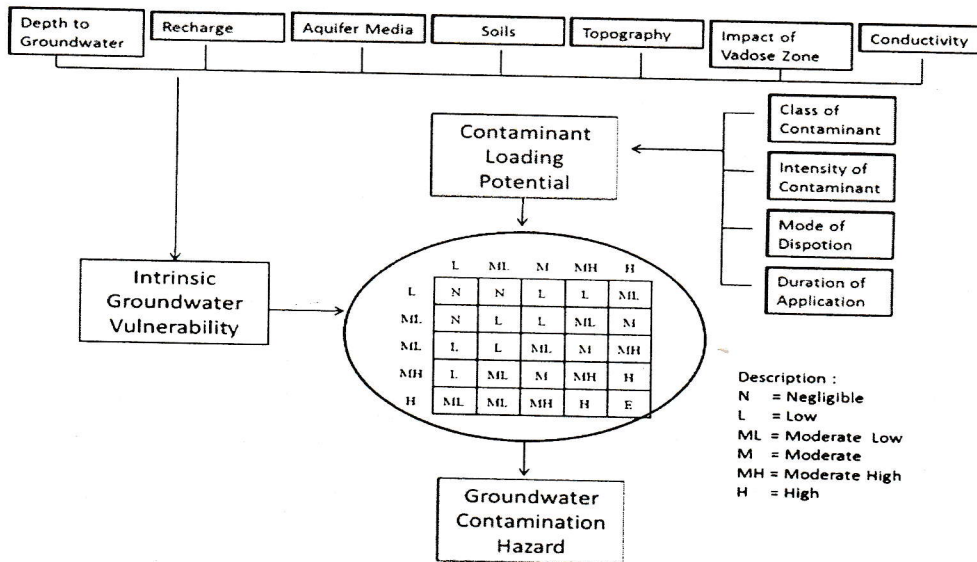 Depth to
Groundwater
Recharge
Aquifer Media
Soils
Topography
Impact of
Vadose Zone
Conductivity
Contaminant
Loading
Potential
Class of
Contaminant
Intensity of
Contaminant
Mode of
Dispotion
Duration of
Application
Intrinsic
Groundwater
Vulnerability
L ML M MH H
L N N L L ML
ML N L L ML M
ML L L ML M MH
MH L ML M MH H
H ML ML MH H E
Description :
N = Negligible
L = Low
ML = Moderate Low
M = Moderate
MH = Moderate High
H = High
Groundwater
Contamination
Hazard